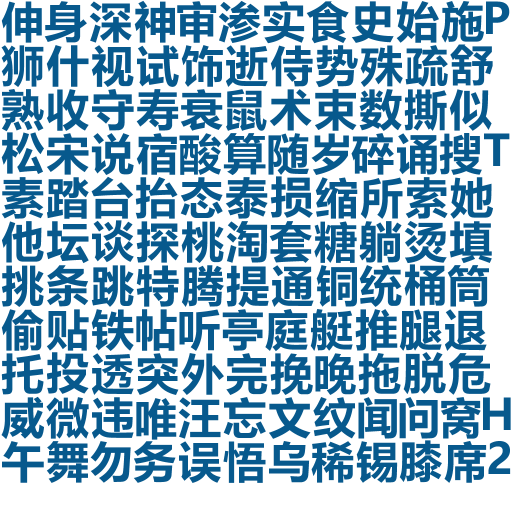 伸身深神审渗实食史始施P
狮什视试饰逝侍势殊疏舒
熟收守寿衰鼠术束数撕似
松宋说宿酸算随岁碎诵搜T
素踏台抬态泰损缩所索她
他坛谈探桃淘套糖躺烫填
挑条跳特腾提通铜统桶筒
偷贴铁帖听亭庭艇推腿退
托投透突外完挽晚拖脱危
威微违唯汪忘文纹闻问窝H
午舞勿务误悟乌稀锡膝席2